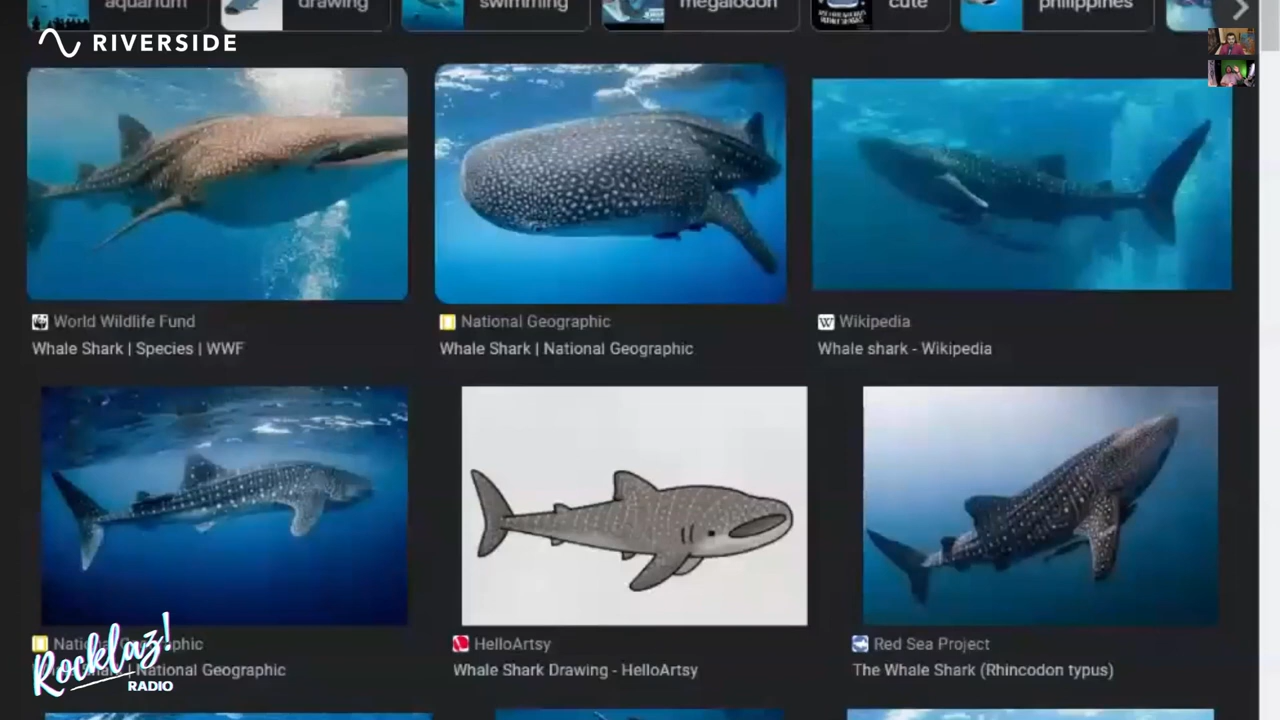 aquarium
drawing
swimming
megalodon
cute
philippines
RIVERSIDE
World Wildlife Fund
National Geographic
Wikipedia
Whale Shark | Species | WWF
Whale Shark | National Geographic
Whale shark - Wikipedia
HelloArtsy
Red Sea Project
National Geographic
Whale Shark Drawing - HelloArtsy
The Whale Shark (Rhincodon typus)
Rocklaz!
RADIO